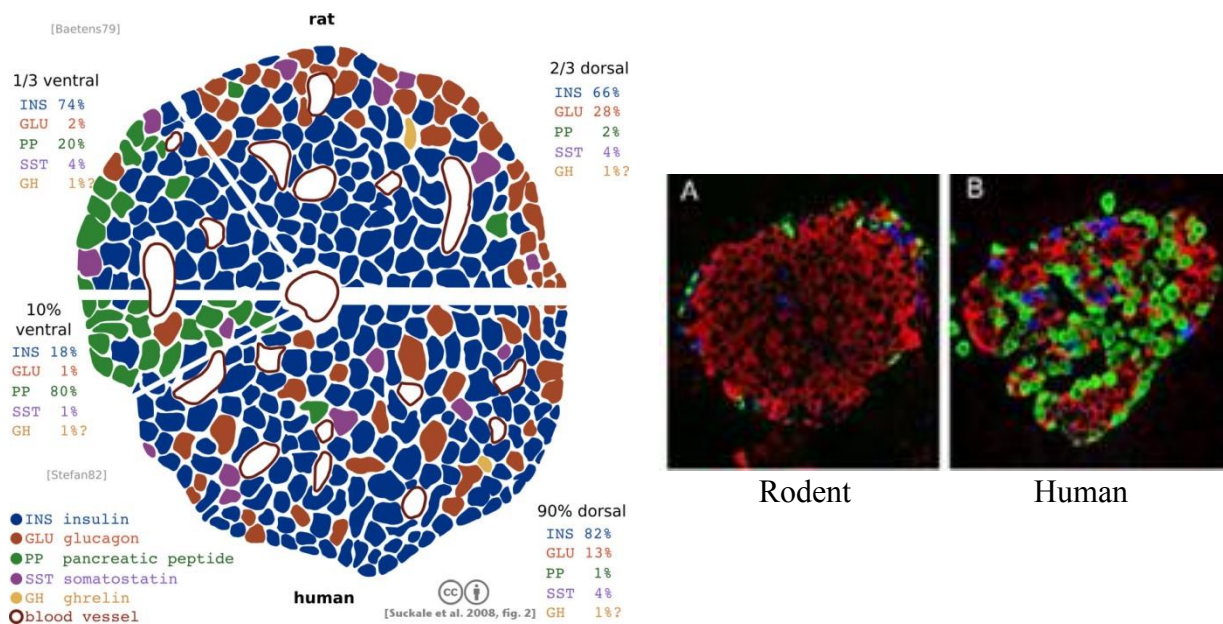 rat
[Baetens79]
1/3 ventral
INS 74%
GLU 2%
PP 20%
SST 4%
GH 1%?
2/3 dorsal
INS 66%
GLU 28%
PP 2%
SST 4%
GH 1%?
10%
ventral
INS 18%
GLU 1%
PP 80%
SST 1%
GH 1%?
[Stefan82]
INS insulin
GLU glucagon
PP pancreatic peptide
SST somatostatin
GH ghrelin
blood vessel
human
cc
[Suckale et al. 2008, fig. 2]
90% dorsal
INS 82%
GLU 13%
PP 1%
SST 4%
GH 1%?
A
B
Rodent
Human